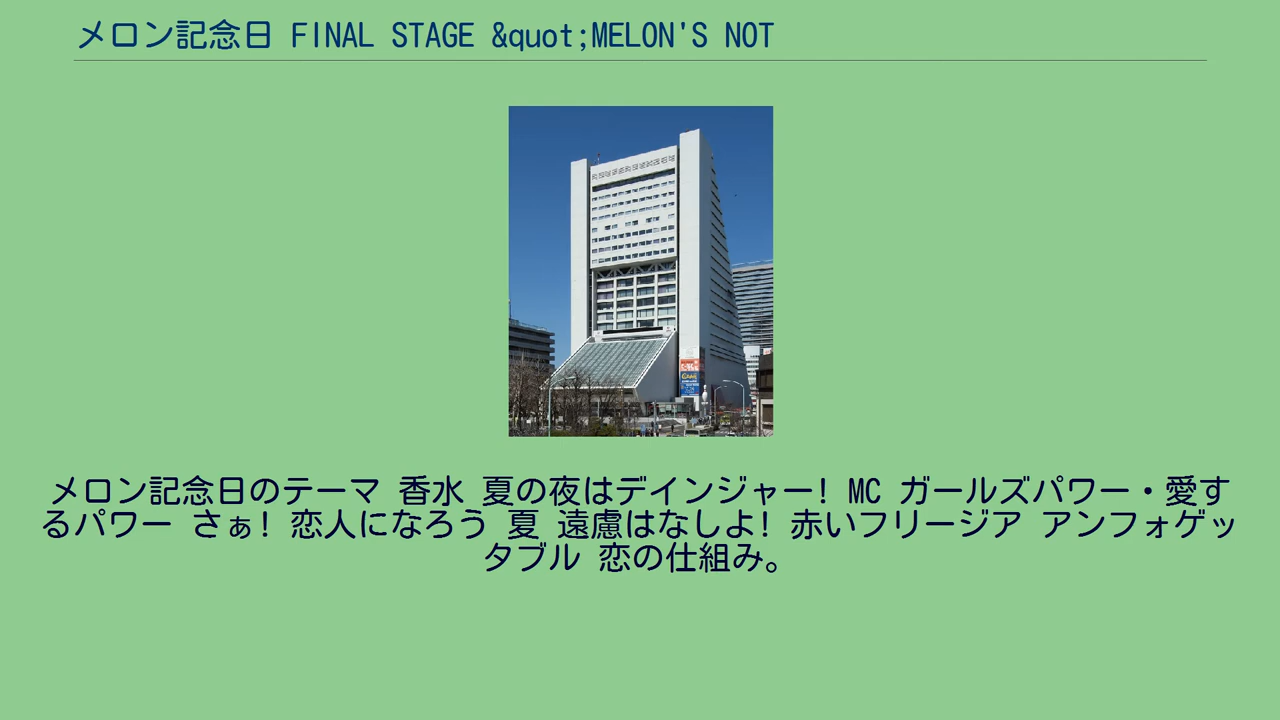 メロン記念日 FINAL STAGE &quot;MELON'S NOT
メロン記念日のテーマ 香水 夏の夜はデインジャー! MC ガールズパワー・愛す
るパワー さぁ! 恋人になろう 夏 遠慮はなしよ! 赤いフリージア アンフォゲッ
タブル 恋の仕組み。